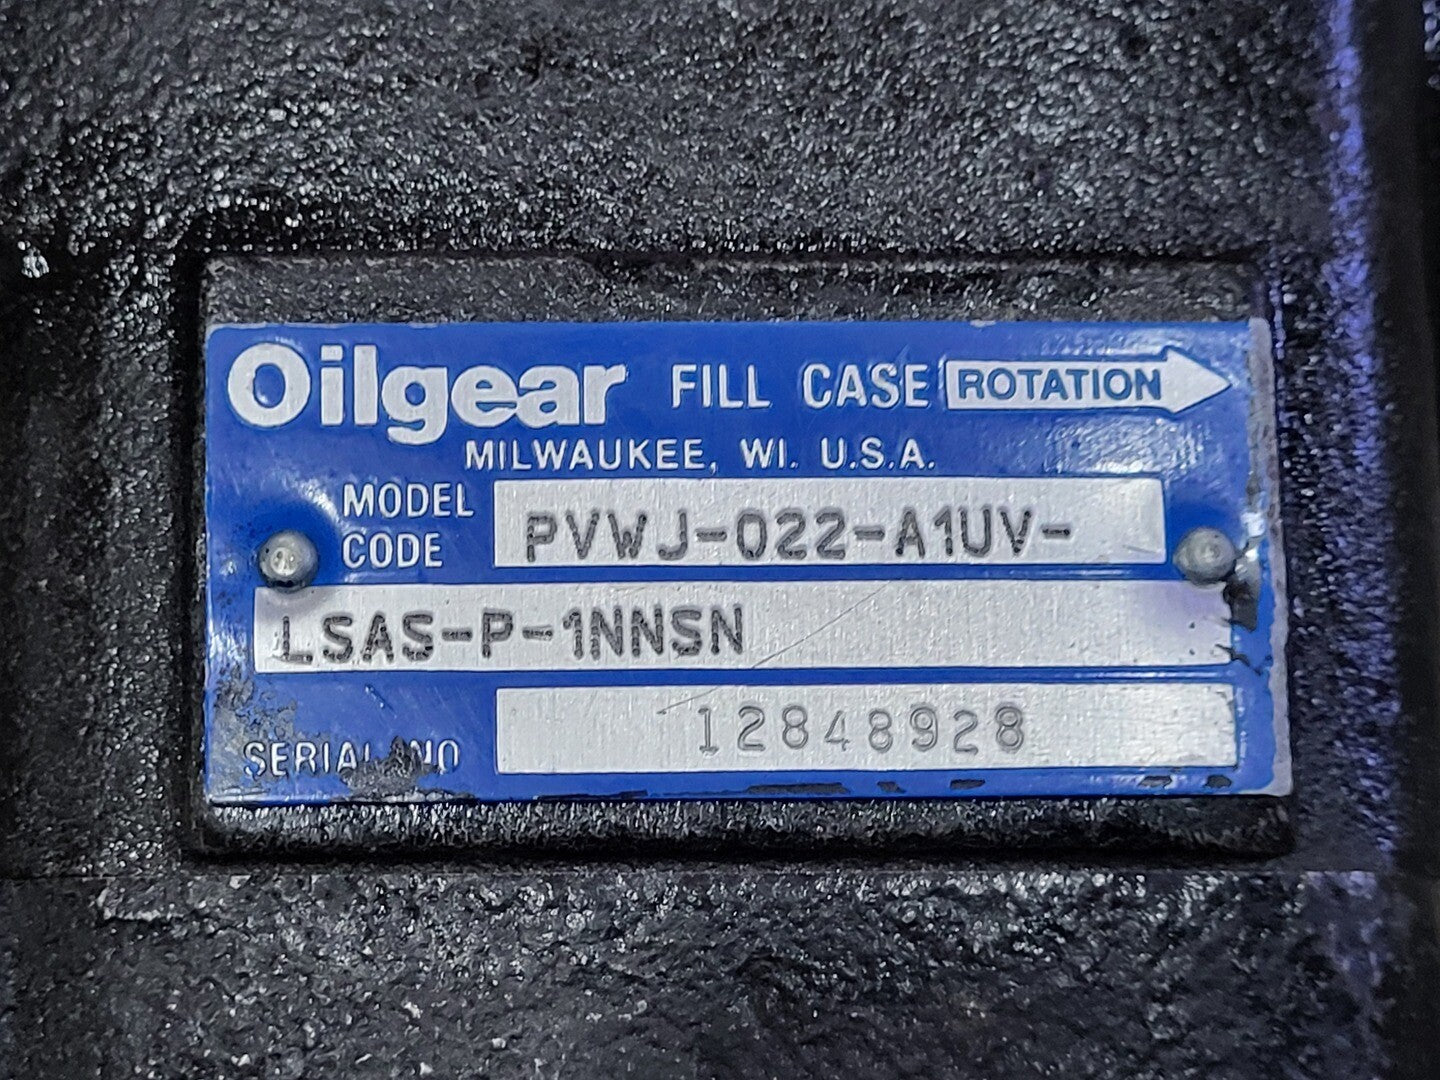 Oilgear FILL CASE ROTATION
MILWAUKEE, WI. U.S.A.
MODEL CODE PVWJ-022-A1UV-
LSAS-P-1NNSN
SERIAL NO 12848928